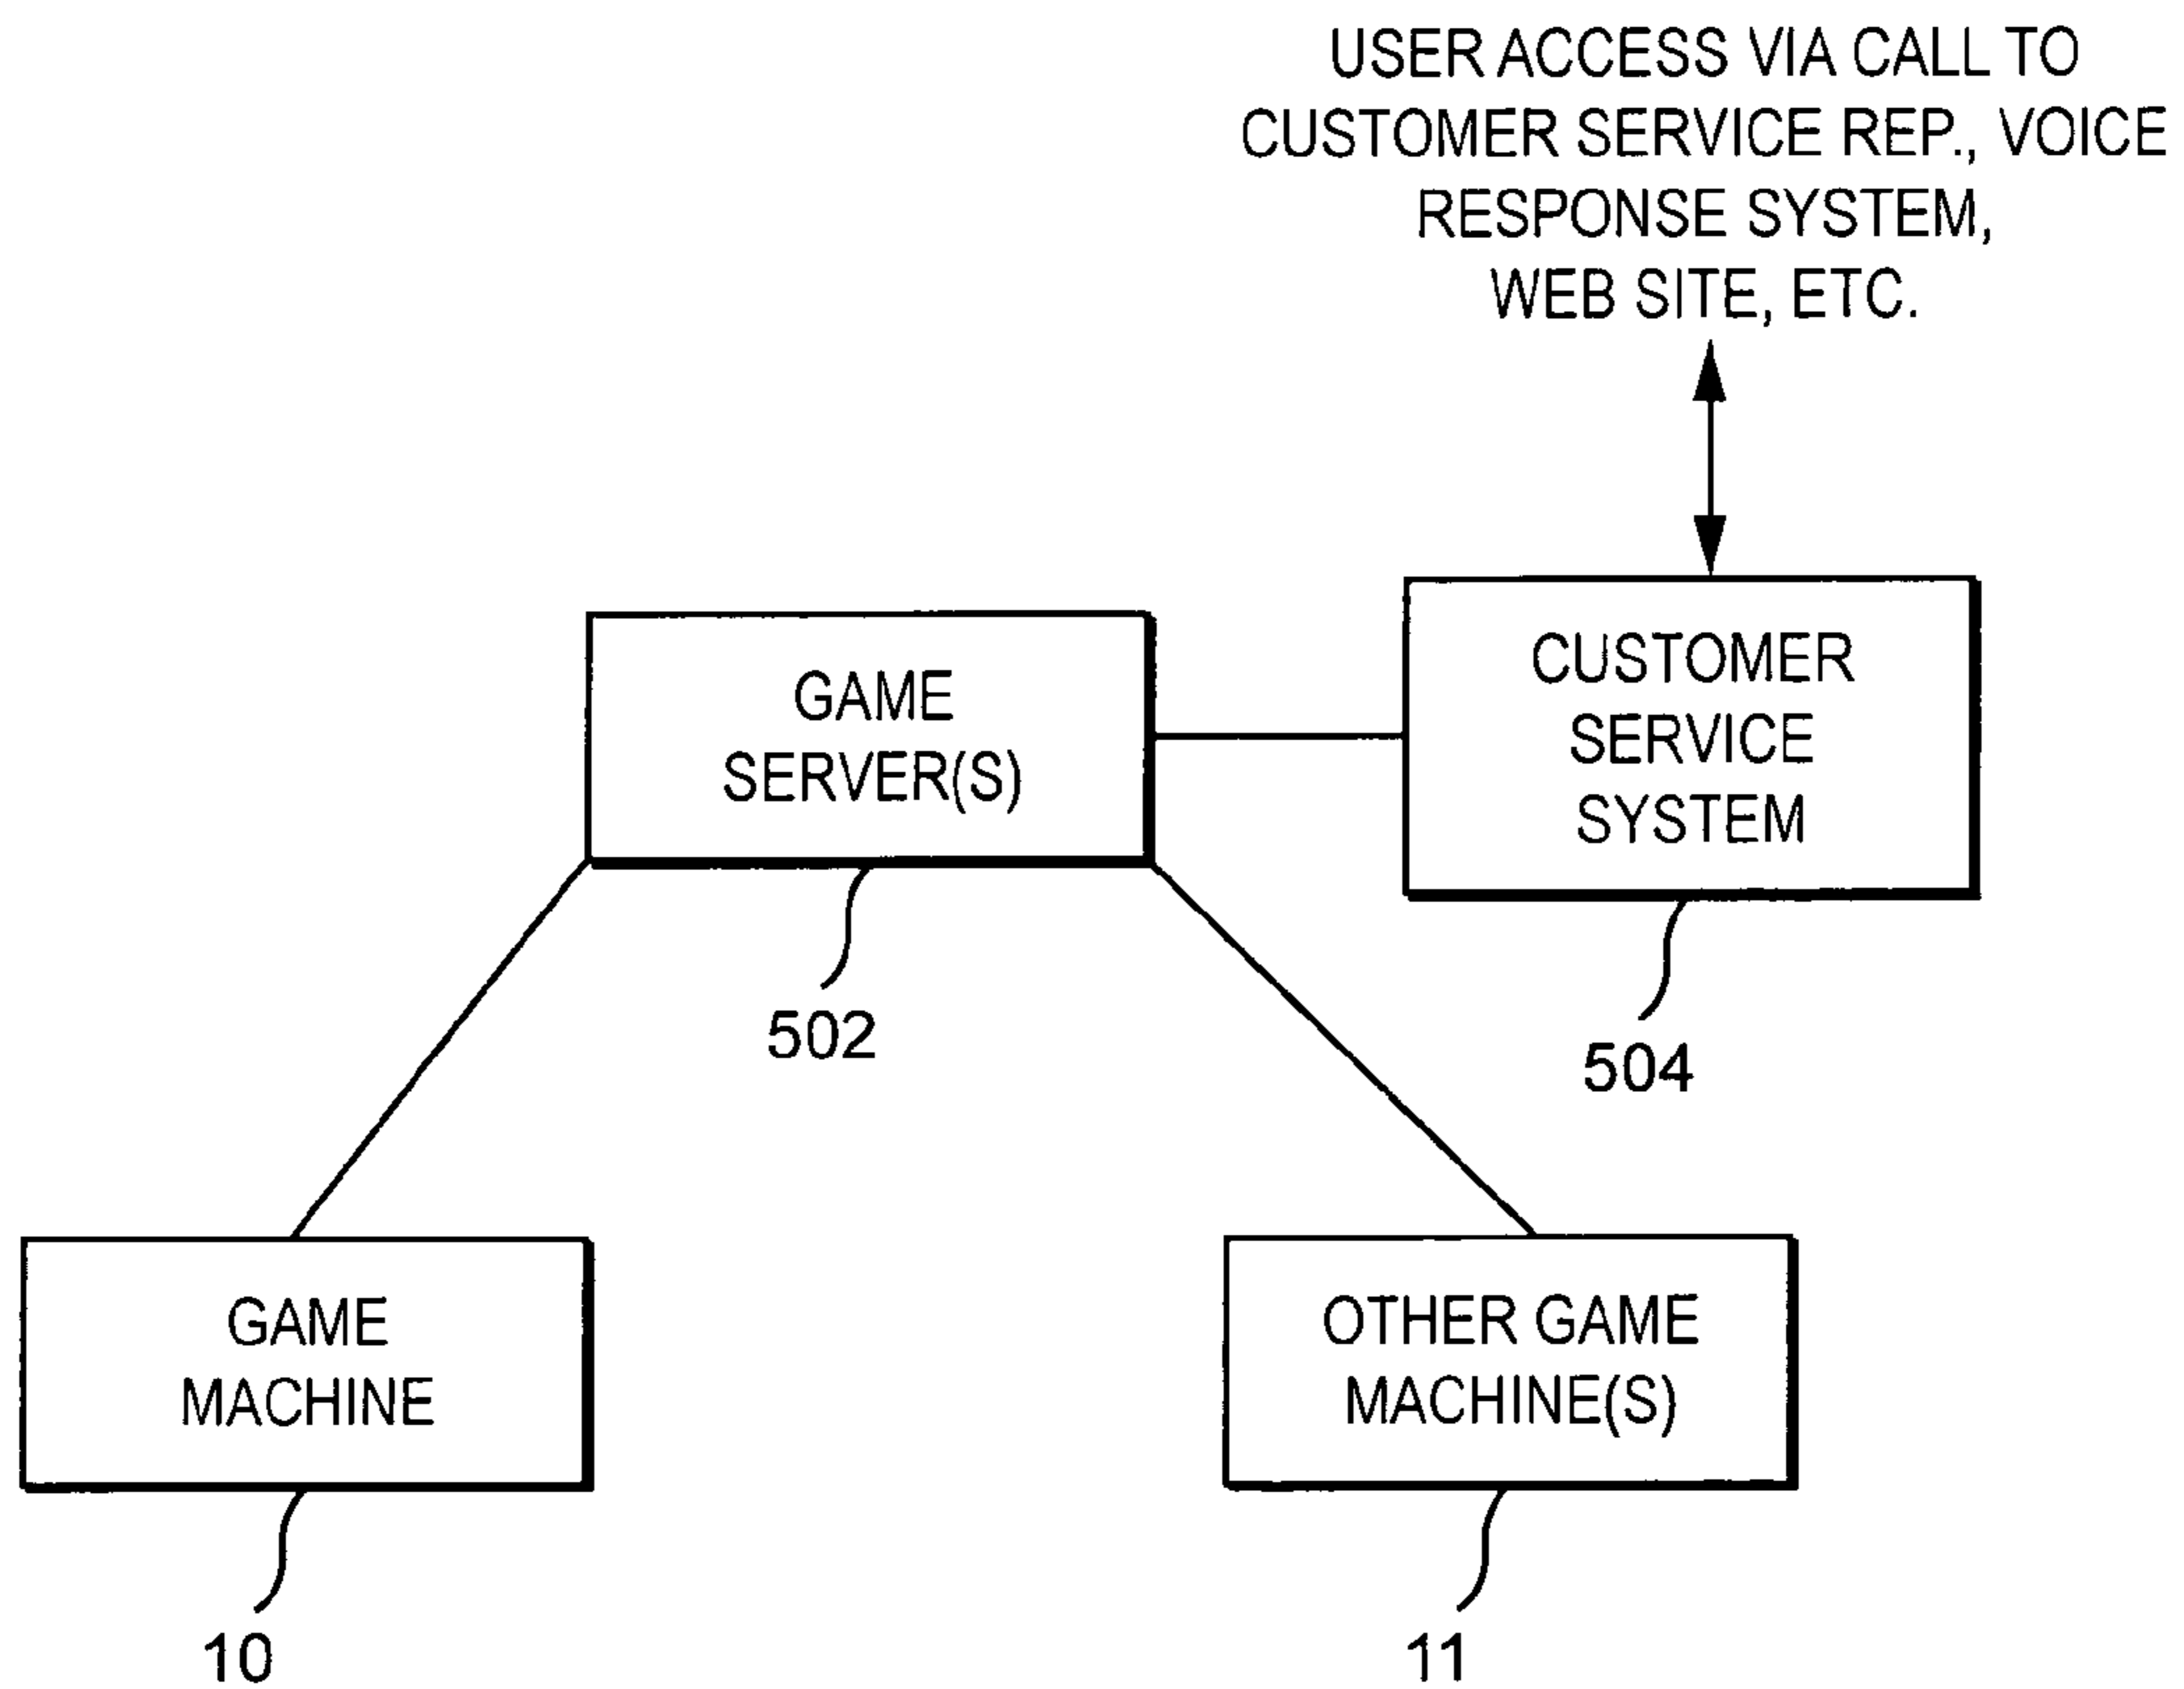 USER ACCESS VIA CALL TO
CUSTOMER SERVICE REP., VOICE
RESPONSE SYSTEM,
WEB SITE, ETC.
GAME
SERVER(S)
CUSTOMER
SERVICE
SYSTEM
502
504
GAME
MACHINE
OTHER GAME
MACHINE(S)
10
11